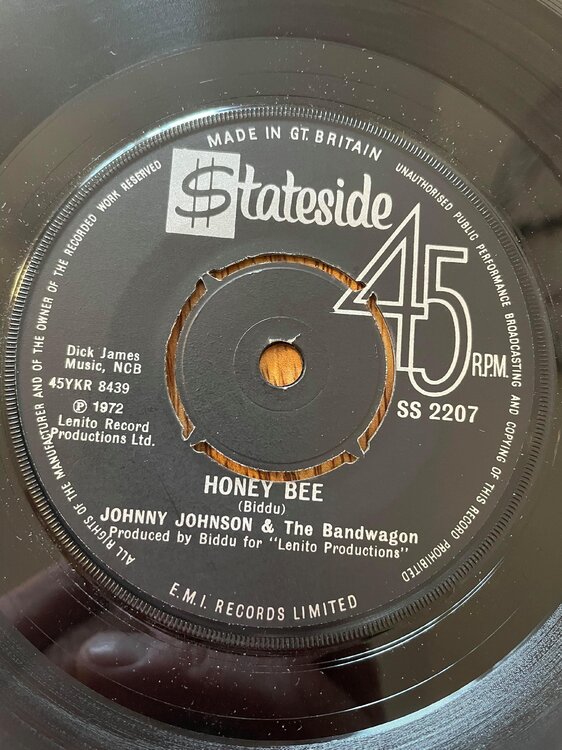 MADE IN GT. BRITAIN
UNAUTHORISED PUBLIC PERFORMANCE BROADCASTING AND COPYING OF THIS RECORD PROHIBITED
ALL RIGHTS OF THE MANUFACTURER AND OF THE OWNER OF THE RECORDED WORK RESERVED
$tateside
45 R.P.M.
Dick James
Music, NCB
45YKR 8439
℗ 1972
Lenito Record
Productions Ltd.
SS 2207
HONEY BEE
(Biddu)
JOHNNY JOHNSON & The Bandwagon
Produced by Biddu for "Lenito Productions"
E.M.I. RECORDS LIMITED